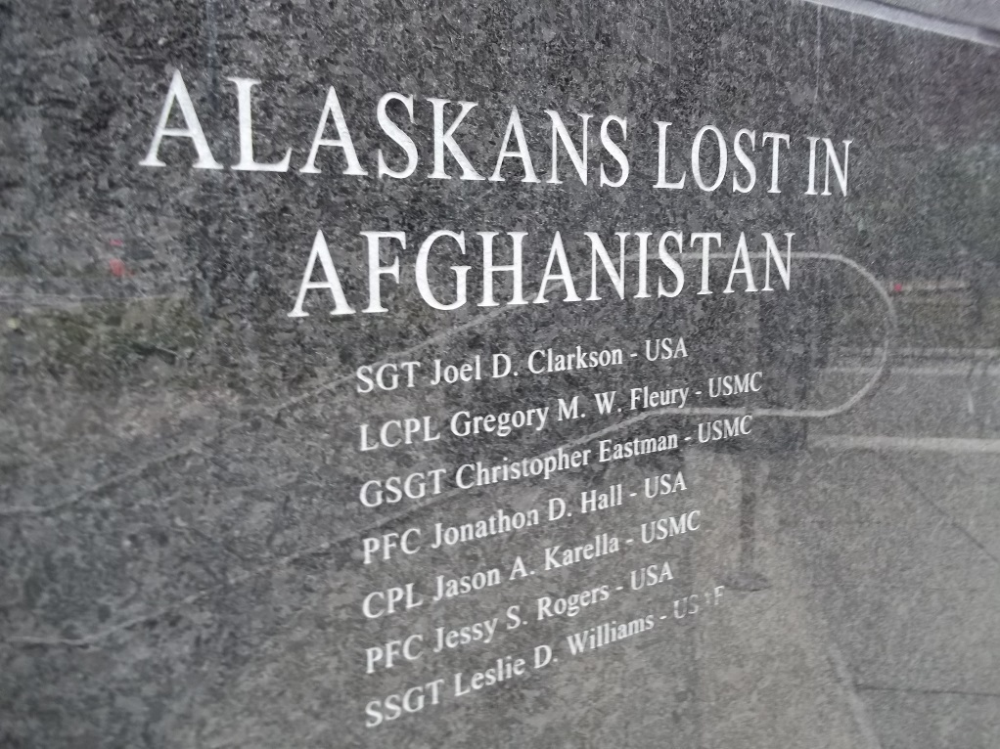 ALASKANS LOST IN
AFGHANISTAN
SGT Joel D. Clarkson - USA
LCPL Gregory M. W. Fleury - USMC
GSGT Christopher Eastman - USMC
PFC Jonathon D. Hall - USA
CPL Jason A. Karella - USMC
PFC Jessy S. Rogers - USA
SSGT Leslie D. Williams - USAF